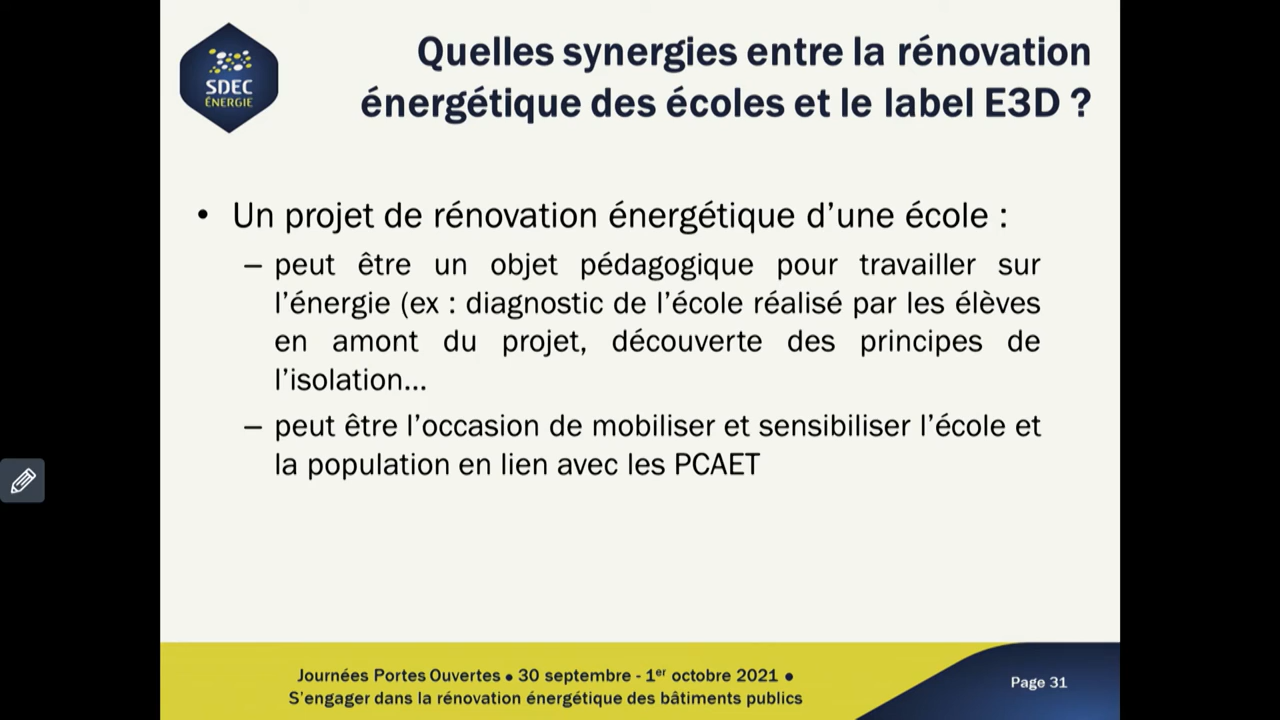 SDEC
ÉNERGIE
Quelles synergies entre la rénovation
énergétique des écoles et le label E3D ?
• Un projet de rénovation énergétique d’une école :
– peut être un objet pédagogique pour travailler sur
l’énergie (ex : diagnostic de l’école réalisé par les élèves
en amont du projet, découverte des principes de
l’isolation...
– peut être l’occasion de mobiliser et sensibiliser l’école et
la population en lien avec les PCAET
Journées Portes Ouvertes • 30 septembre - 1er octobre 2021 •
S’engager dans la rénovation énergétique des bâtiments publics
Page 31